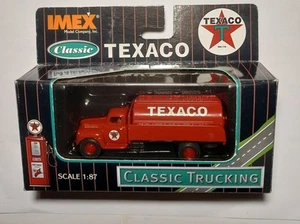 IMEX
Model Company, Inc.
Classic
TEXACO
TEXACO
TEXACO
SCALE 1:87
CLASSIC TRUCKING